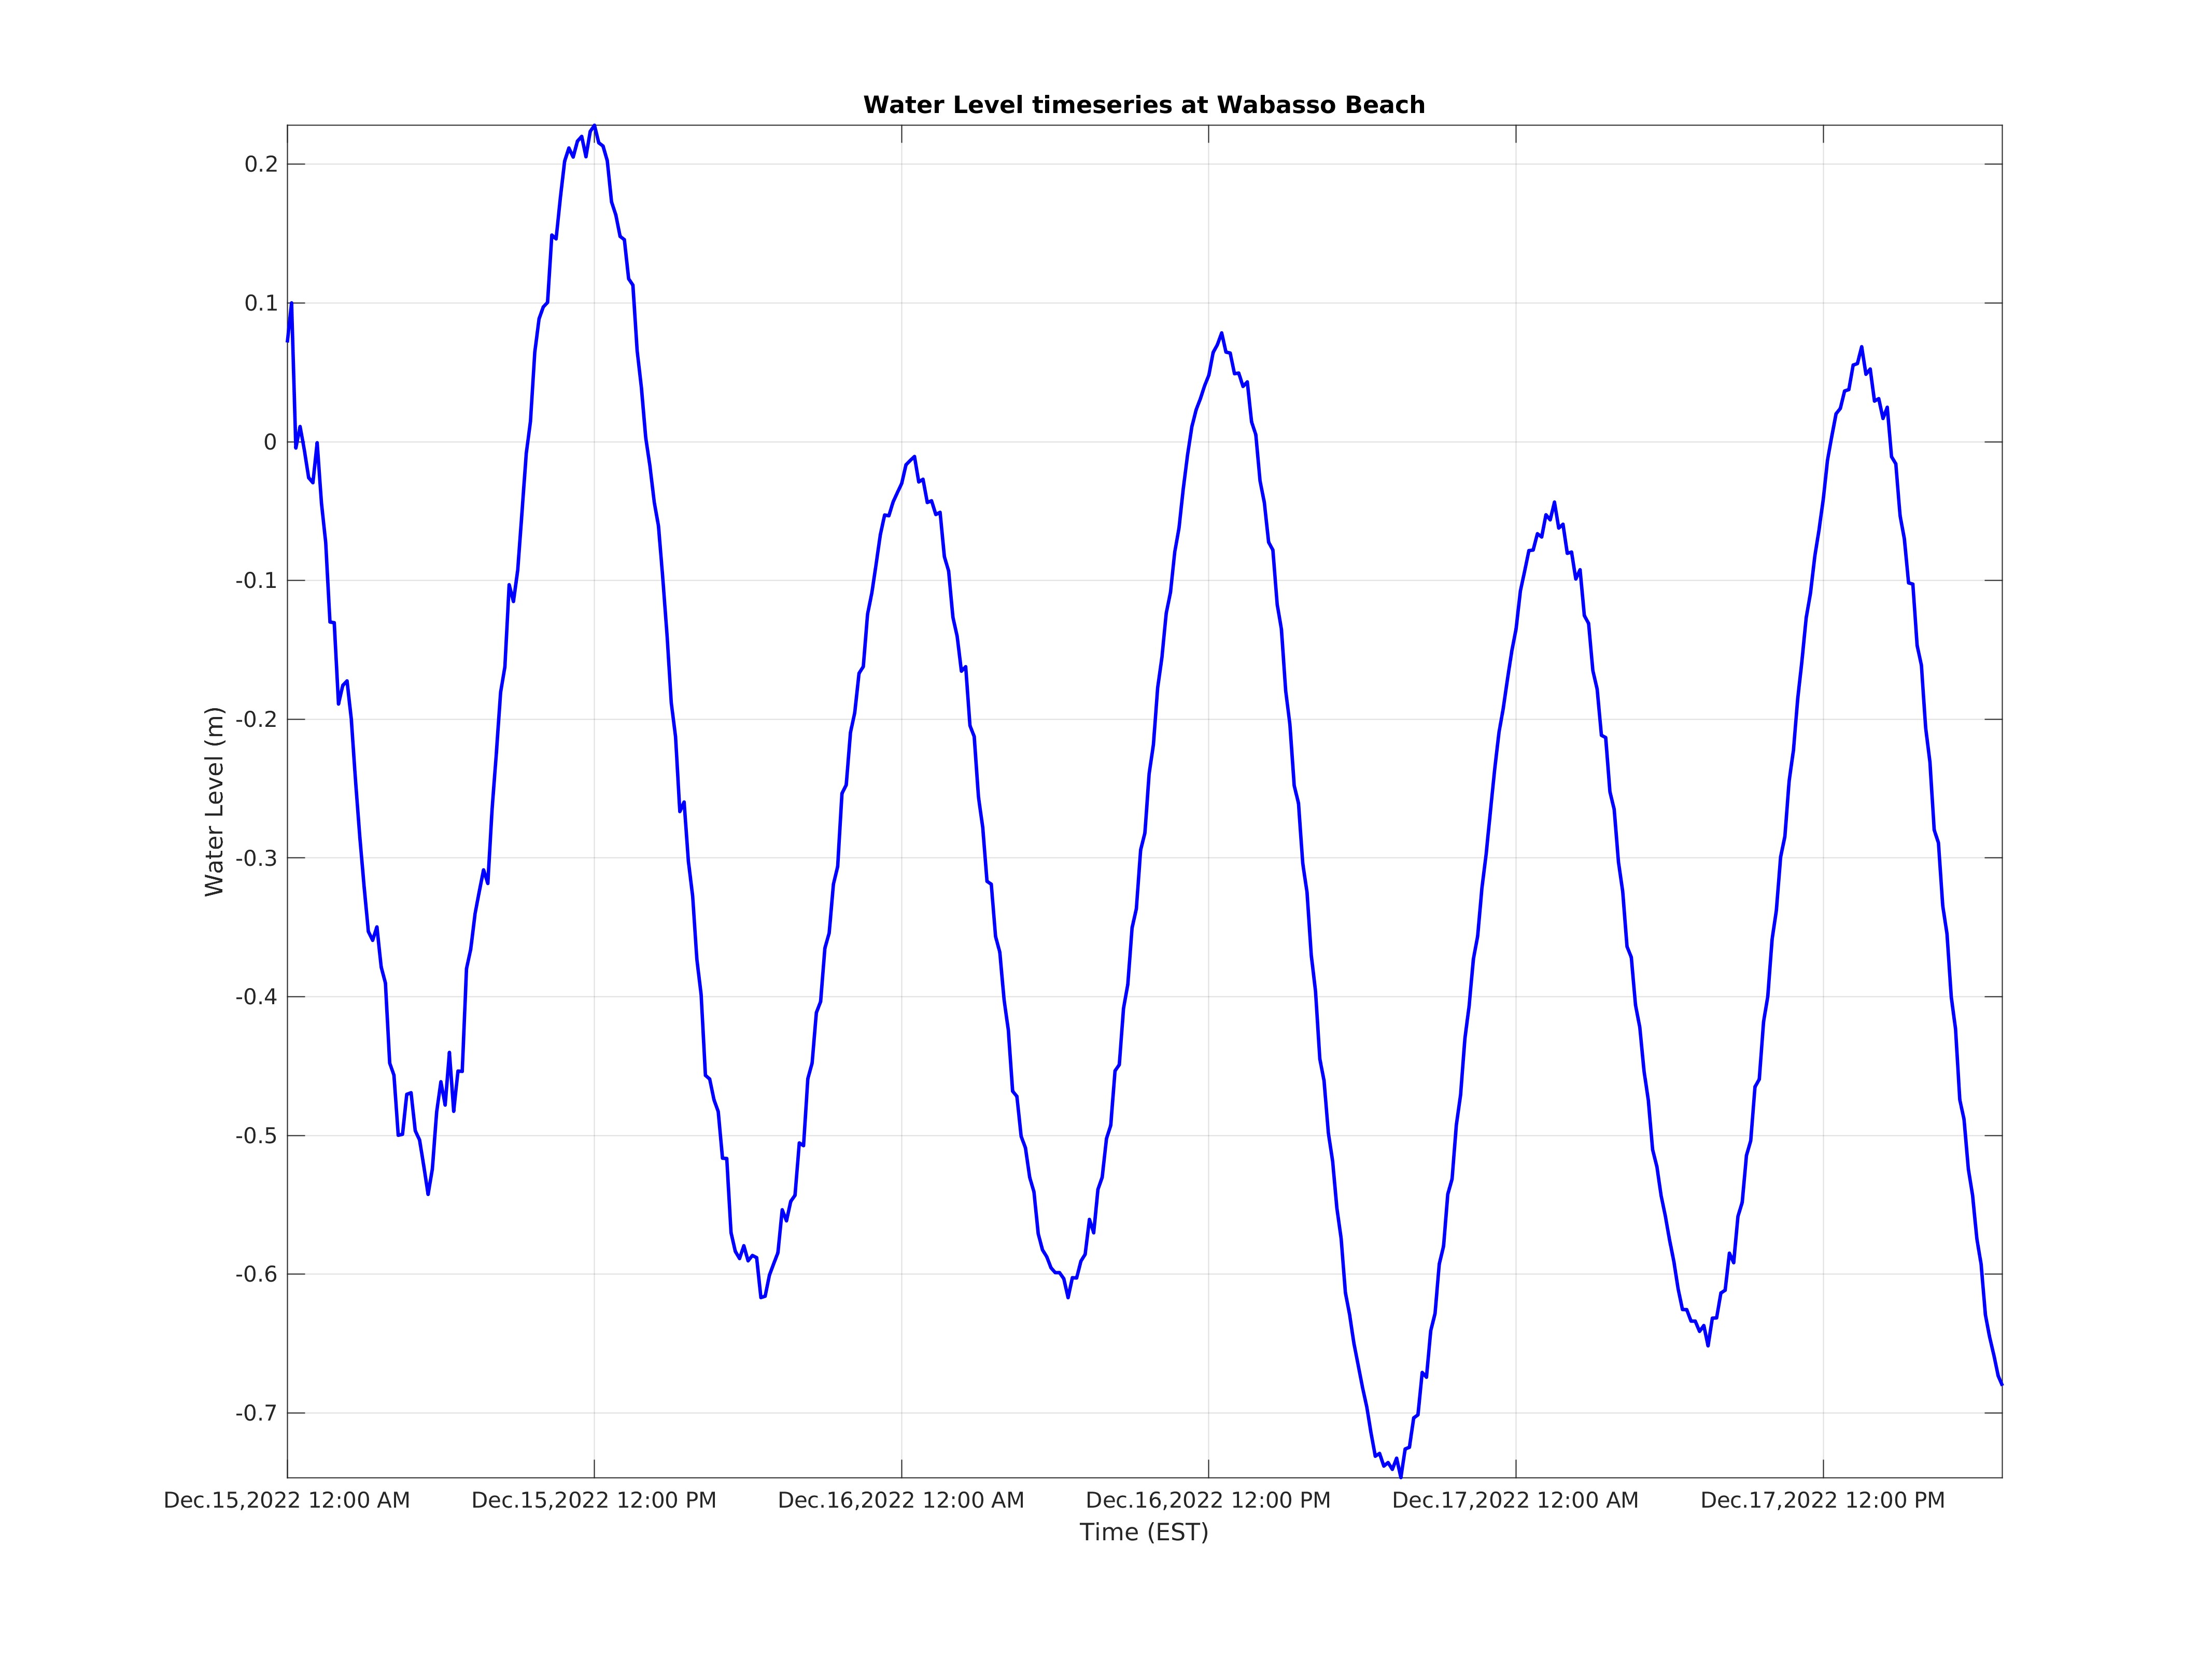 Water Level timeseries at Wabasso Beach
0.2
0.1
0
-0.1
-0.2
-0.3
-0.4
-0.5
-0.6
-0.7
Water Level (m)
Dec.15,2022 12:00 AM Dec.15,2022 12:00 PM Dec.16,2022 12:00 AM Dec.16,2022 12:00 PM Dec.17,2022 12:00 AM Dec.17,2022 12:00 PM
Time (EST)